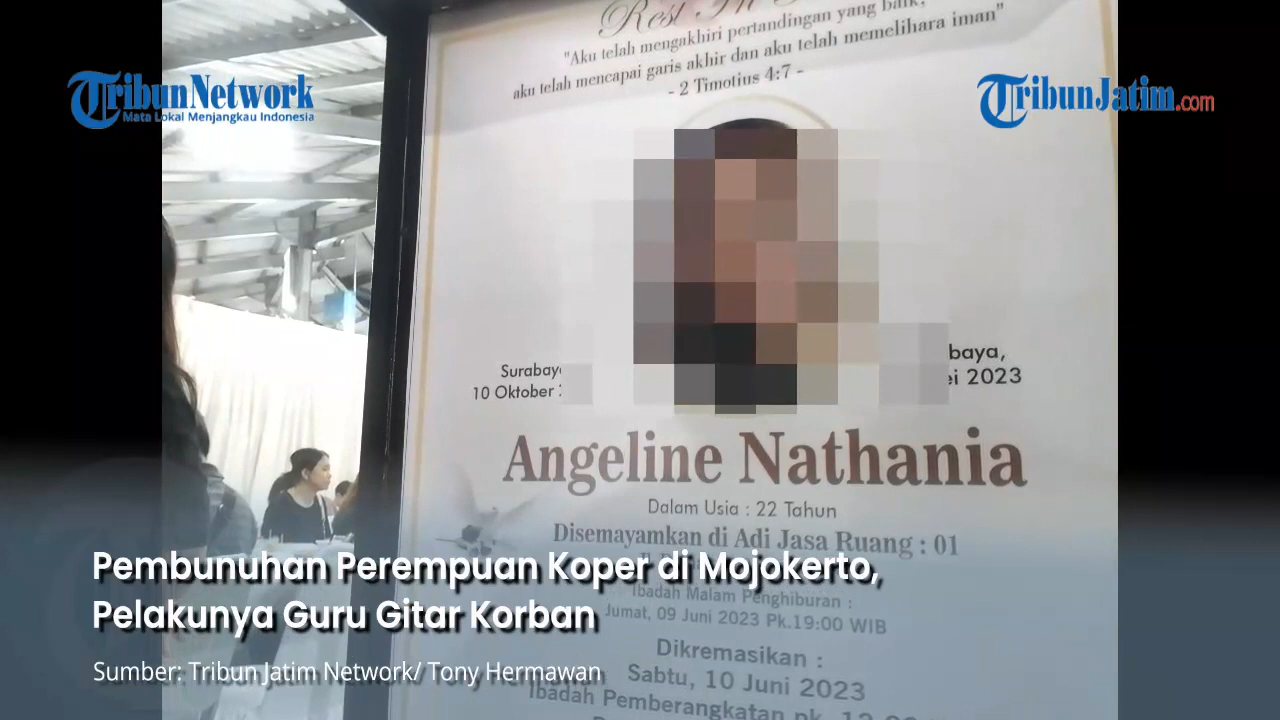 Rest In
"Aku telah mengakhiri pertandingan yang baik,
aku telah mencapai garis akhir dan aku telah memelihara iman"
- 2 Timotius 4:7 -
TribunNetwork
Mata Lokal Menjangkau Indonesia
TribunJatim.com
Surabay
10 Oktober
baya,
ei 2023
Angeline Nathania
Dalam Usia : 22 Tahun
Disemayamkan di Adi Jasa Ruang : 01
Pembunuhan Perempuan Koper di Mojokerto,
Ibadah Malam Penghiburan :
Pelakunya Guru Gitar Korban
Jumat, 09 Juni 2023 Pk.19:00 WIB
Dikremasikan :
Sumber: Tribun Jatim Network/ Tony Hermawan
Sabtu, 10 Juni 2023
Ibadah Pemberangkatan pk.